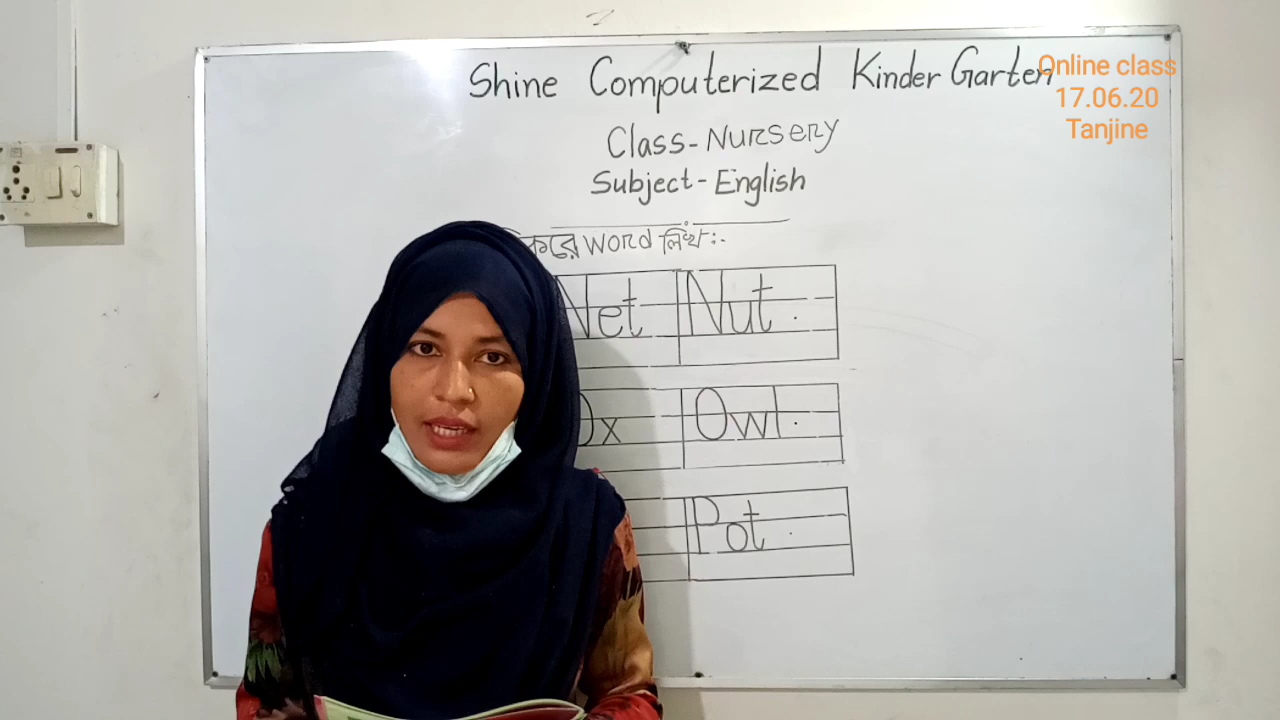 Shine Computerized Kinder Garten
Online class
17.06.20
Tanjine
Class-Nursery
Subject-English
করে word লিখ:-
Net Nut.
Ox Owl.
Pot.